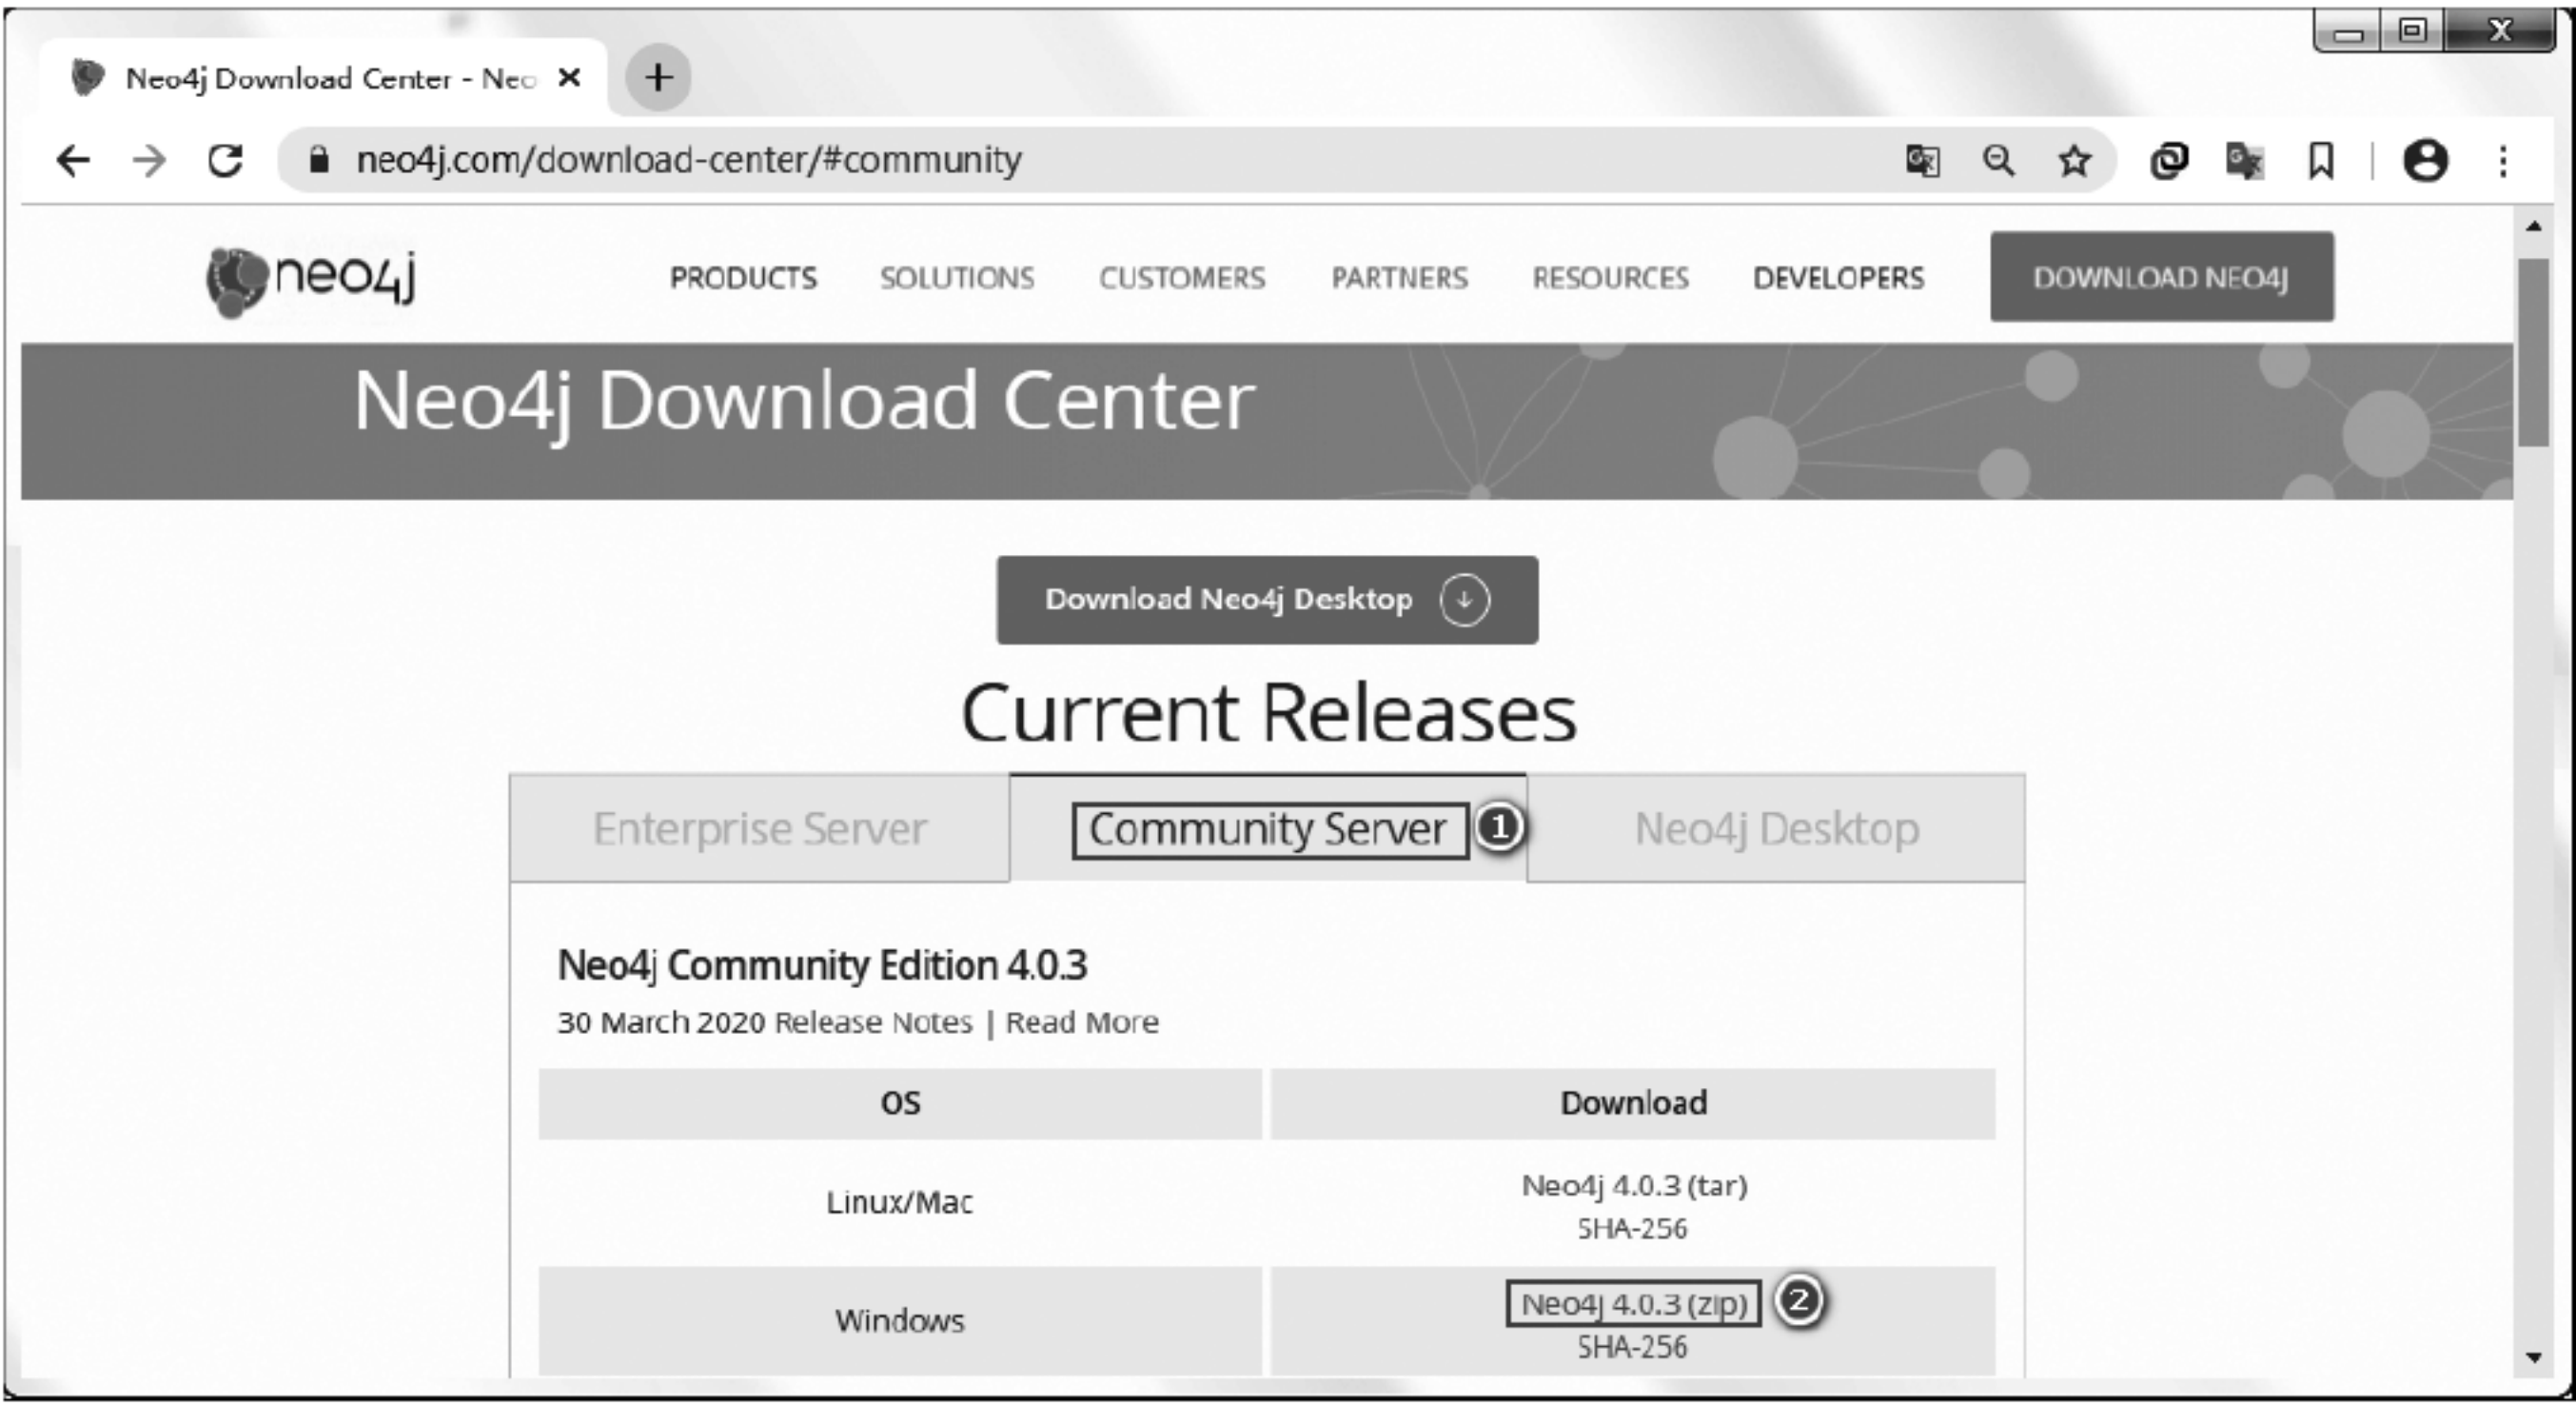 Neo4j Download Center - Neo
neo4j.com/download-center/#community
neo4j PRODUCTS SOLUTIONS CUSTOMERS PARTNERS RESOURCES DEVELOPERS DOWNLOAD NEO4J
Neo4j Download Center
Download Neo4j Desktop
Current Releases
Enterprise Server Community Server 1 Neo4j Desktop
Neo4j Community Edition 4.0.3
30 March 2020 Release Notes | Read More
OS Download
Linux/Mac Neo4j 4.0.3 (tar)
SHA-256
Windows Neo4j 4.0.3 (zip) 2
SHA-256